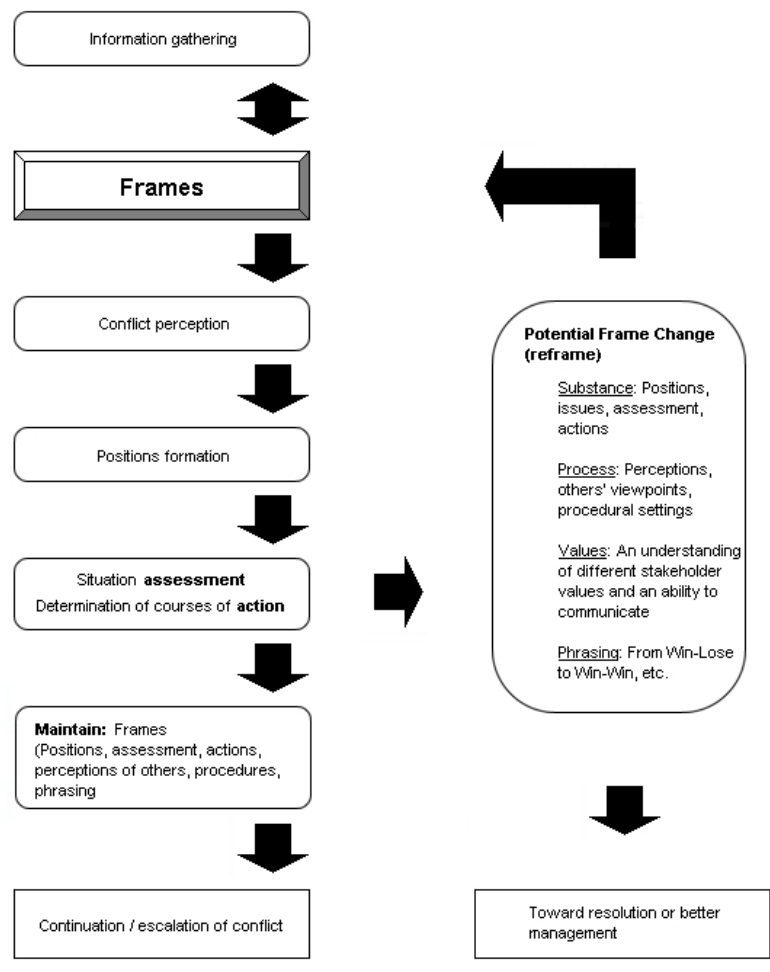 Information gathering
Frames
Conflict perception
Positions formation
Situation assessment
Determination of courses of action
Maintain: Frames
(Positions, assessment, actions,
perceptions of others, procedures,
phrasing
Continuation / escalation of conflict
Potential Frame Change
(reframe)
Substance: Positions,
issues, assessment,
actions
Process: Perceptions,
others' viewpoints,
procedural settings
Values: An understanding
of different stakeholder
values and an ability to
communicate
Phrasing: From Win-Lose
to Win-Win, etc.
Toward resolution or better
management